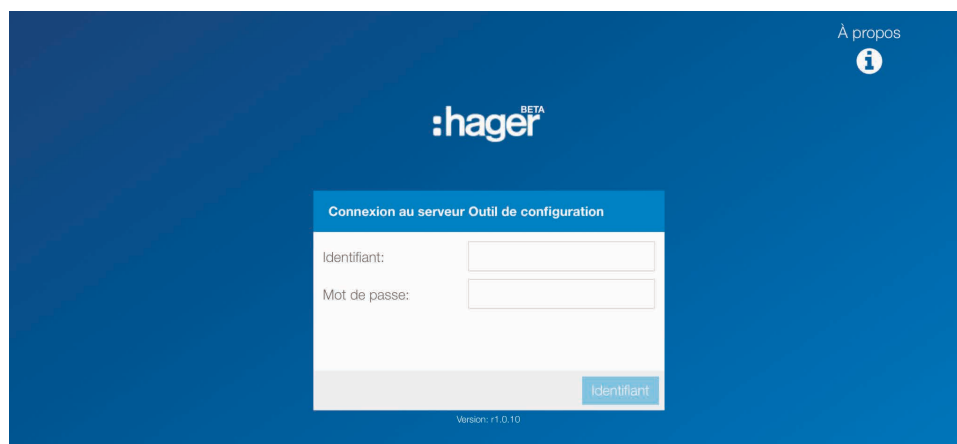 À propos
:hager BETA
Connexion au serveur Outil de configuration
Identifiant:
Mot de passe:
Identifiant
Version: r1.0.10